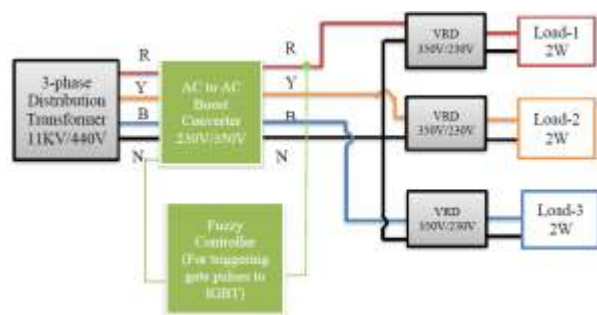 3-phase
Distribution
Transformer
11KV/440V
R
Y
B
N
AC to AC
Boost
Converter
230V/350V
R
Y
B
N
Fuzzy
Controller
(For triggering
gate pulses to
IGBT)
VRD
350V/230V
Load-1
2W
VRD
350V/230V
Load-2
2W
VRD
350V/230V
Load-3
2W